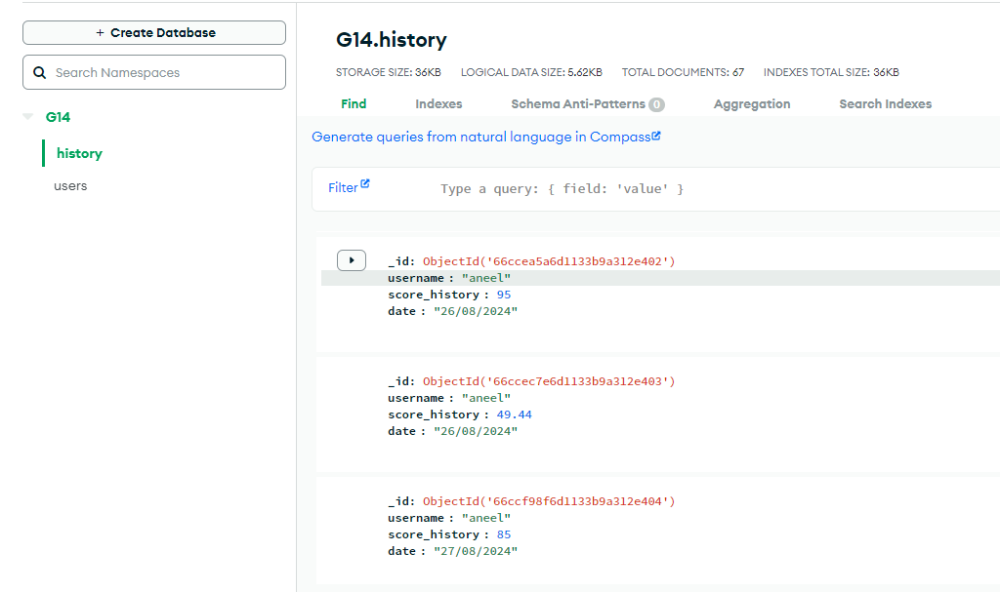 + Create Database
Search Namespaces
G14
history
users
G14.history
STORAGE SIZE: 36KB LOGICAL DATA SIZE: 5.62KB TOTAL DOCUMENTS: 67 INDEXES TOTAL SIZE: 36KB
Find Indexes Schema Anti-Patterns 0 Aggregation Search Indexes
Generate queries from natural language in Compass
Filter Type a query: { field: 'value' }
_id: ObjectId('66ccea5a6d1133b9a312e402')
username : "aneel"
score_history : 95
date : "26/08/2024"
_id: ObjectId('66ccec7e6d1133b9a312e403')
username : "aneel"
score_history : 49.44
date : "26/08/2024"
_id: ObjectId('66ccf98f6d1133b9a312e404')
username : "aneel"
score_history : 85
date : "27/08/2024"